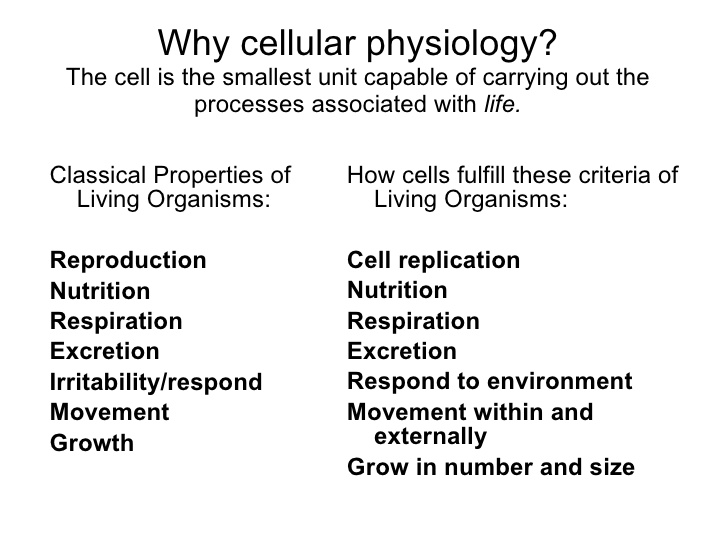 Why cellular physiology?
The cell is the smallest unit capable of carrying out the
processes associated with life.
Classical Properties of
Living Organisms:
Reproduction
Nutrition
Respiration
Excretion
Irritability/respond
Movement
Growth
How cells fulfill these criteria of
Living Organisms:
Cell replication
Nutrition
Respiration
Excretion
Respond to environment
Movement within and
externally
Grow in number and size